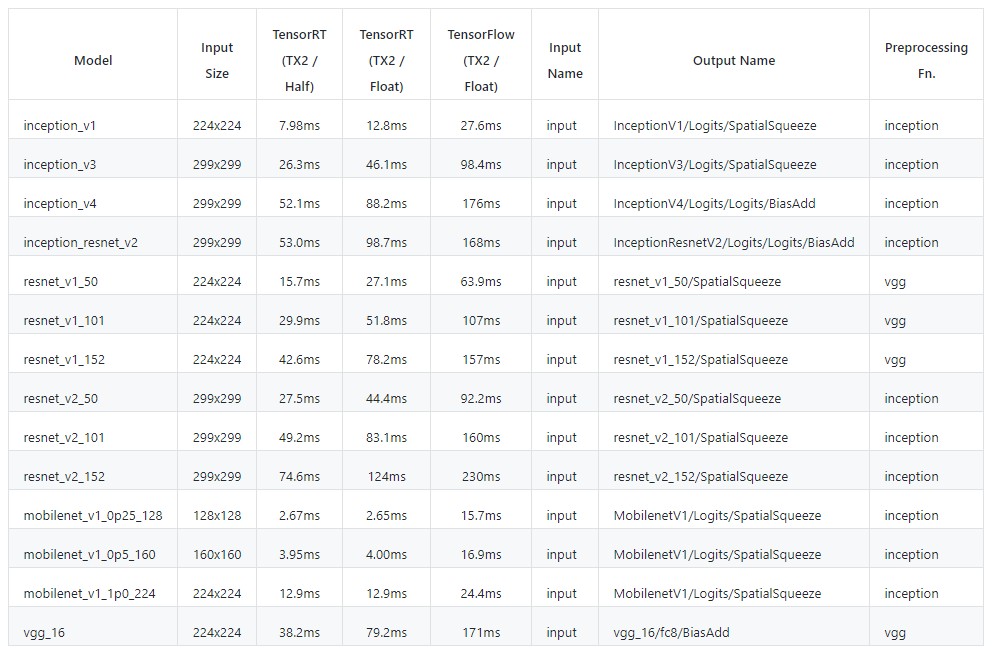 Model Input Size TensorRT (TX2 / Half) TensorRT (TX2 / Float) TensorFlow (TX2 / Float) Input Name Output Name Preprocessing Fn.
inception_v1 224x224 7.98ms 12.8ms 27.6ms input InceptionV1/Logits/SpatialSqueeze inception
inception_v3 299x299 26.3ms 46.1ms 98.4ms input InceptionV3/Logits/SpatialSqueeze inception
inception_v4 299x299 52.1ms 88.2ms 176ms input InceptionV4/Logits/Logits/BiasAdd inception
inception_resnet_v2 299x299 53.0ms 98.7ms 168ms input InceptionResnetV2/Logits/Logits/BiasAdd inception
resnet_v1_50 224x224 15.7ms 27.1ms 63.9ms input resnet_v1_50/SpatialSqueeze vgg
resnet_v1_101 224x224 29.9ms 51.8ms 107ms input resnet_v1_101/SpatialSqueeze vgg
resnet_v1_152 224x224 42.6ms 78.2ms 157ms input resnet_v1_152/SpatialSqueeze vgg
resnet_v2_50 299x299 27.5ms 44.4ms 92.2ms input resnet_v2_50/SpatialSqueeze inception
resnet_v2_101 299x299 49.2ms 83.1ms 160ms input resnet_v2_101/SpatialSqueeze inception
resnet_v2_152 299x299 74.6ms 124ms 230ms input resnet_v2_152/SpatialSqueeze inception
mobilenet_v1_0p25_128 128x128 2.67ms 2.65ms 15.7ms input MobilenetV1/Logits/SpatialSqueeze inception
mobilenet_v1_0p5_160 160x160 3.95ms 4.00ms 16.9ms input MobilenetV1/Logits/SpatialSqueeze inception
mobilenet_v1_1p0_224 224x224 12.9ms 12.9ms 24.4ms input MobilenetV1/Logits/SpatialSqueeze inception
vgg_16 224x224 38.2ms 79.2ms 171ms input vgg_16/fc8/BiasAdd vgg